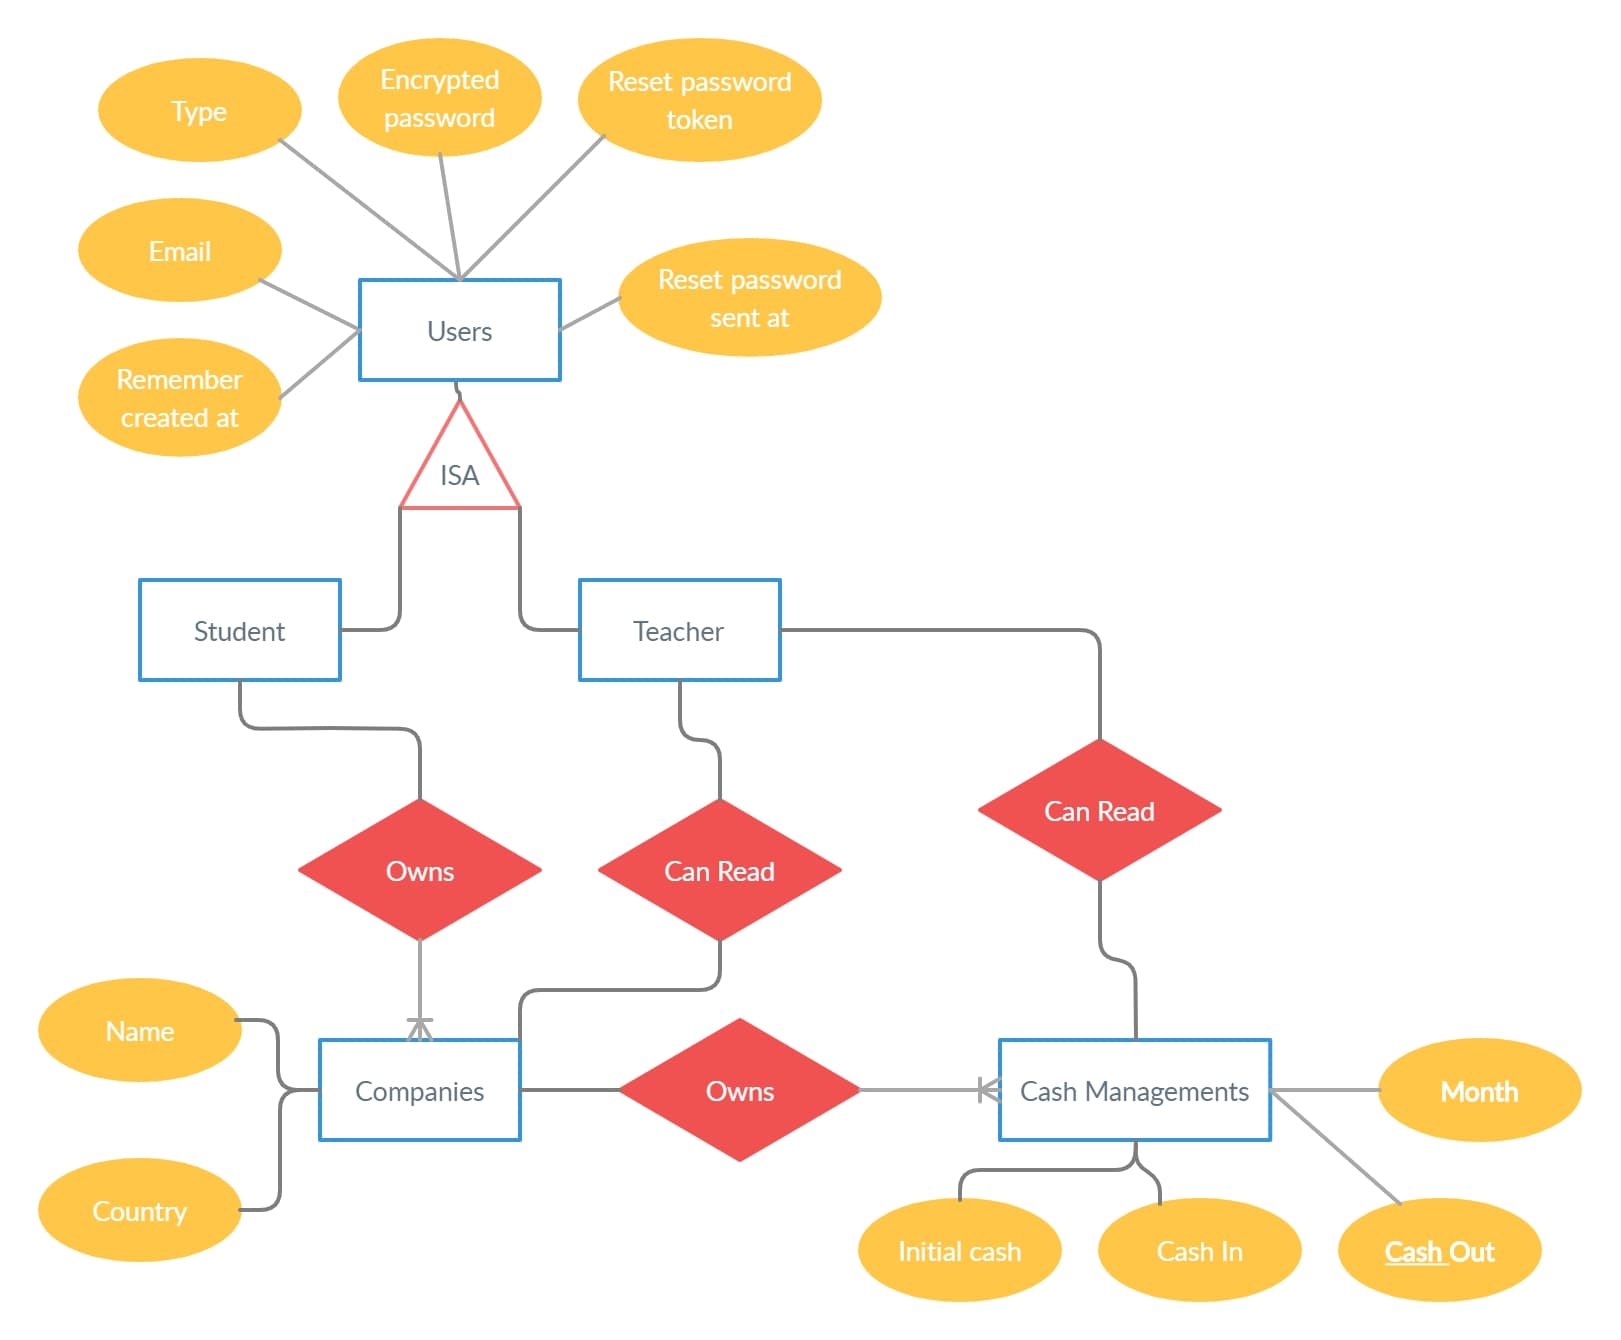 Type
Encrypted
password
Reset password
token
Email
Reset password
sent at
Users
Remember
created at
ISA
Student
Teacher
Can Read
Owns
Can Read
Name
Companies
Owns
Cash Managements
Month
Country
Initial cash
Cash In
Cash Out